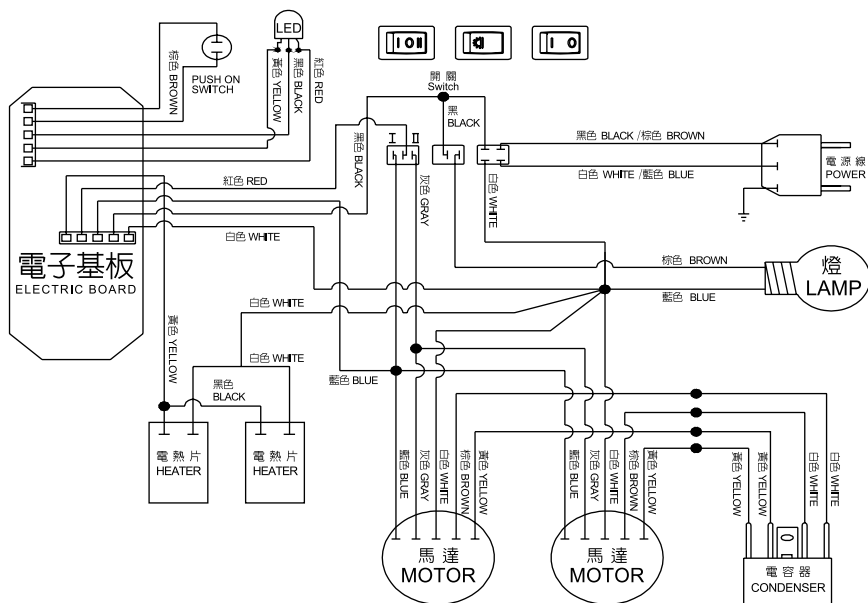 LED
IOII
I O
棕色 BROWN
PUSH ON
SWITCH
黃色 YELLOW
黑色 BLACK
紅色 RED
開 關
Switch
黑
BLACK
黑色 BLACK
I
II
黑色 BLACK /棕色 BROWN
白色 WHITE /藍色 BLUE
電 源 線
POWER
紅色 RED
灰色 GRAY
白色 WHITE
白色 WHITE
電子基板
ELECTRIC BOARD
棕色 BROWN
藍色 BLUE
燈
LAMP
白色 WHITE
黃色 YELLOW
白色 WHITE
藍色 BLUE
黑色
BLACK
電 熱 片
HEATER
電 熱 片
HEATER
藍色 BLUE
灰色 GRAY
白色 WHITE
棕色 BROWN
黃色 YELLOW
藍色 BLUE
灰色 GRAY
白色 WHITE
棕色 BROWN
黃色 YELLOW
黃色 YELLOW
黃色 YELLOW
白色 WHITE
白色 WHITE
馬 達
MOTOR
馬 達
MOTOR
電 容 器
CONDENSER